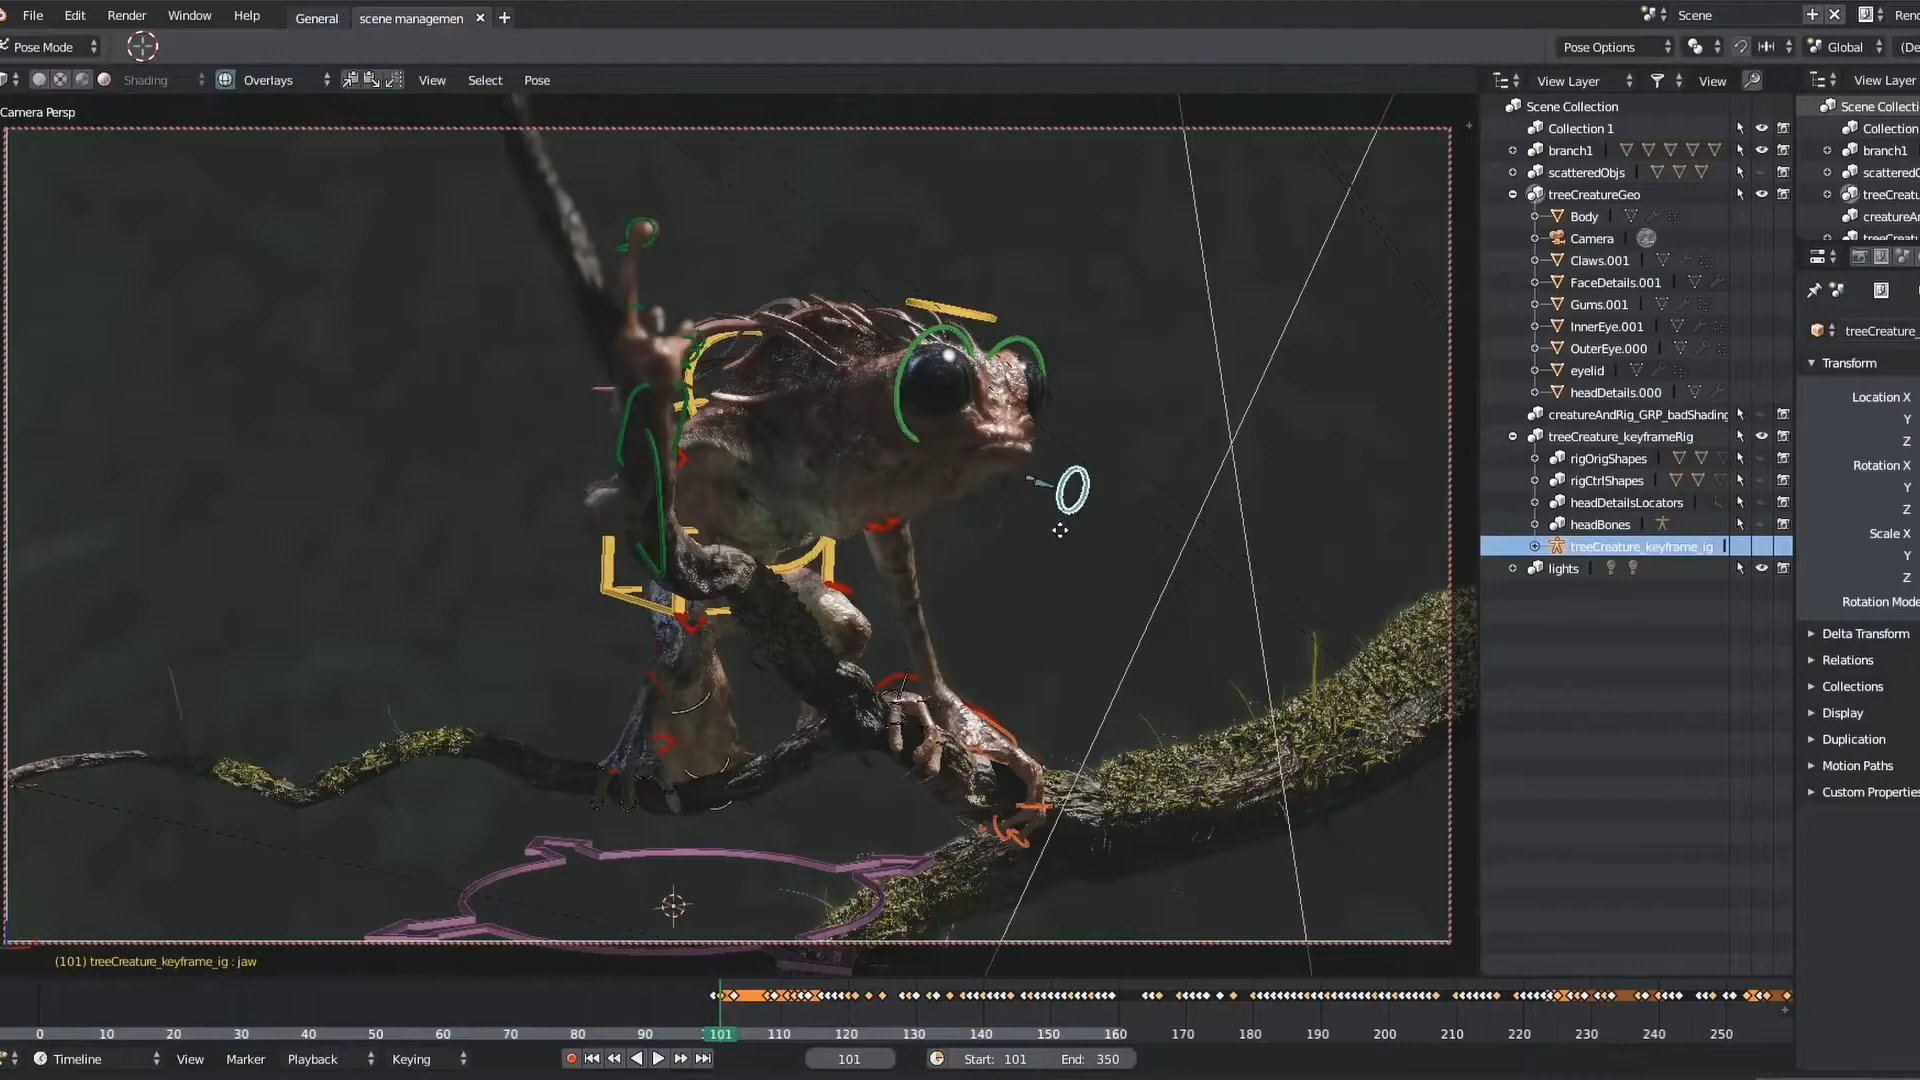 File Edit Render Window Help General scene managemen Scene
Pose Mode Pose Options Global (De
Shading Overlays View Select Pose View Layer View View Layer
Camera Persp
Scene Collection
Collection 1
branch1
scatteredObjs
treeCreatureGeo
Body
Camera
Claws.001
FaceDetails.001
Gums.001
InnerEye.001
OuterEye.000
eyelid
headDetails.000
creatureAndRig_GRP_badShading
treeCreature_keyframeRig
rigOrigShapes
rigCtrlShapes
headDetailsLocators
headBones
treeCreature_keyframe_ig
lights
Scene Collecti
Collection
branch1
scatteredO
treeCreatu
creatureAn
treeCreatu
treeCreature_
Transform
Location X
Y
Z
Rotation X
Y
Z
Scale X
Y
Z
Rotation Mode
Delta Transform
Relations
Collections
Display
Duplication
Motion Paths
Custom Properties
(101) treeCreature_keyframe_ig : jaw
0 10 20 30 40 50 60 70 80 90 101 110 120 130 140 150 160 170 180 190 200 210 220 230 240 250
Timeline View Marker Playback Keying 101 Start: 101 End: 350